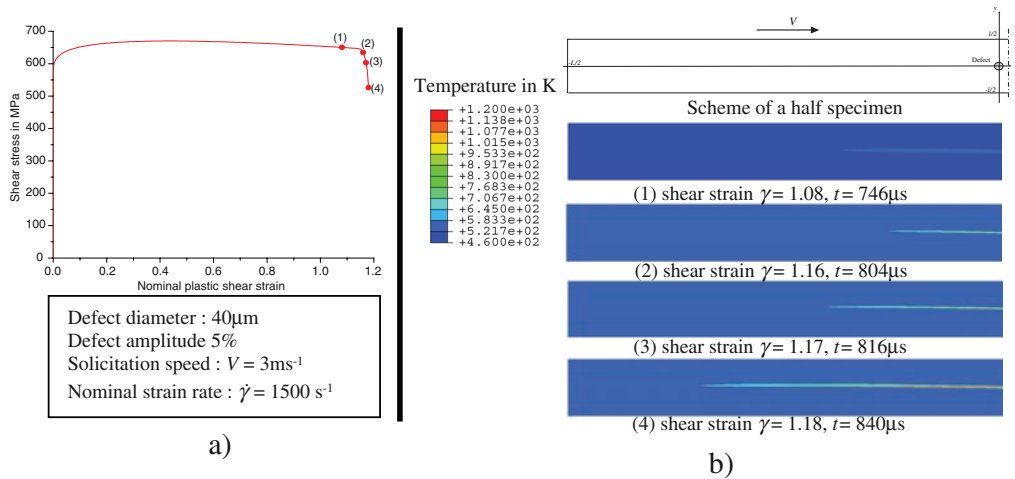 700
600
500
400
300
200
100
0
0.0 0.2 0.4 0.6 0.8 1.0 1.2
Shear stress in MPa
Nominal plastic shear strain
(1)
(2)
(3)
(4)
Defect diameter : 40μm
Defect amplitude 5%
Solicitation speed : V = 3ms-1
Nominal strain rate : γ̇ = 1500 s-1
a)
Temperature in K
+1.200e+03
+1.138e+03
+1.077e+03
+1.015e+03
+9.533e+02
+8.917e+02
+8.300e+02
+7.683e+02
+7.067e+02
+6.450e+02
+5.833e+02
+5.217e+02
+4.600e+02
V
y
l/2
-L/2
Defect
-l/2
Scheme of a half specimen
(1) shear strain γ = 1.08, t = 746μs
(2) shear strain γ = 1.16, t = 804μs
(3) shear strain γ = 1.17, t = 816μs
(4) shear strain γ = 1.18, t = 840μs
b)